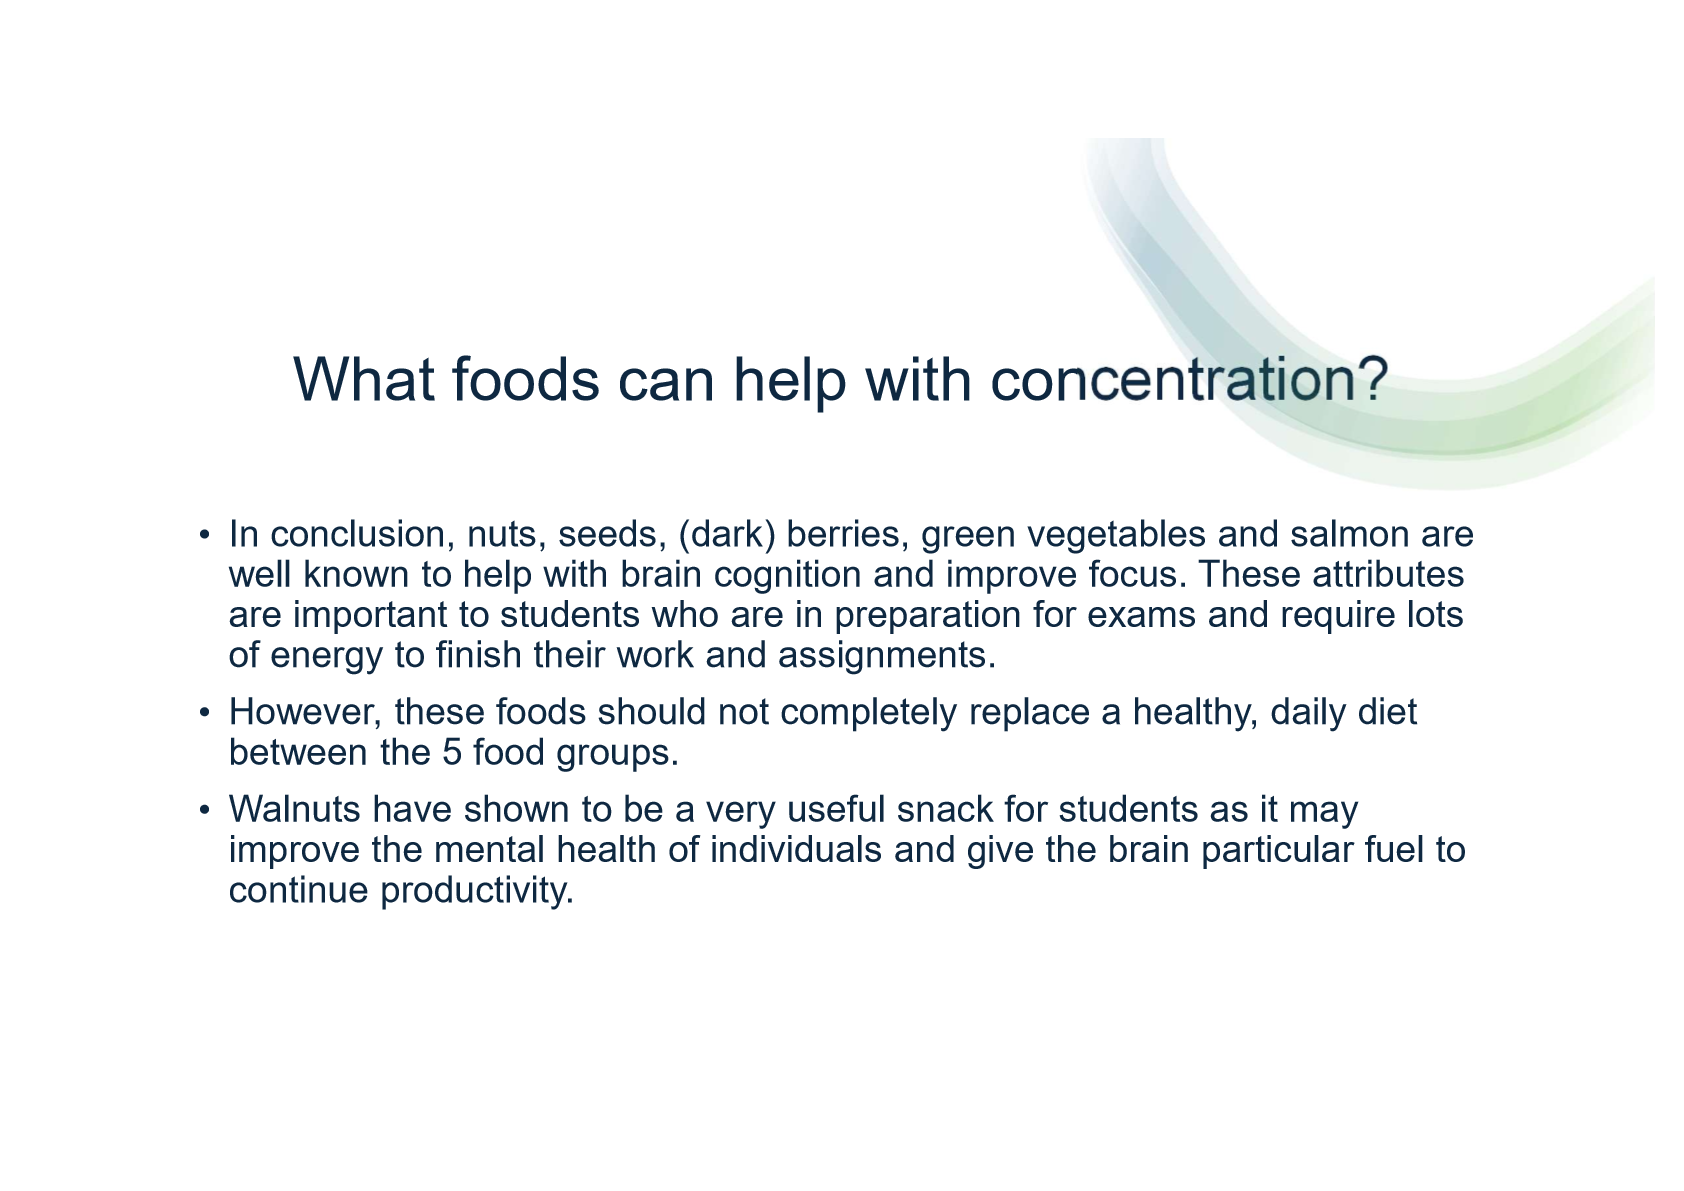 What foods can help with concentration?
• In conclusion, nuts, seeds, (dark) berries, green vegetables and salmon are
well known to help with brain cognition and improve focus. These attributes
are important to students who are in preparation for exams and require lots
of energy to finish their work and assignments.
• However, these foods should not completely replace a healthy, daily diet
between the 5 food groups.
• Walnuts have shown to be a very useful snack for students as it may
improve the mental health of individuals and give the brain particular fuel to
continue productivity.